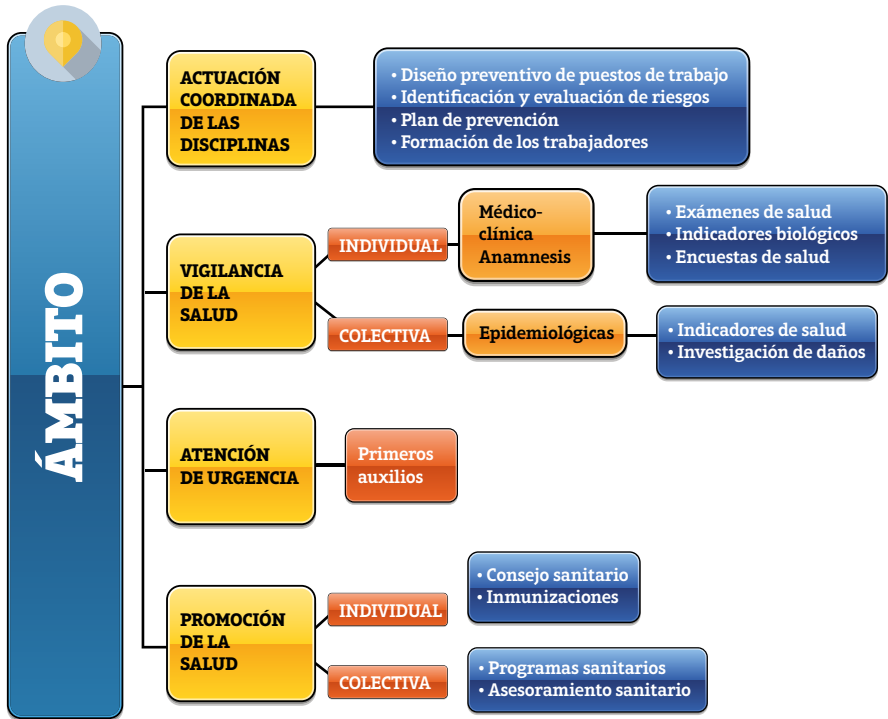 ÁMBITO
ACTUACIÓN
COORDINADA
DE LAS
DISCIPLINAS
• Diseño preventivo de puestos de trabajo
• Identificación y evaluación de riesgos
• Plan de prevención
• Formación de los trabajadores
VIGILANCIA
DE LA
SALUD
INDIVIDUAL
Médico-
clínica
Anamnesis
• Exámenes de salud
• Indicadores biológicos
• Encuestas de salud
COLECTIVA
Epidemiológicas
• Indicadores de salud
• Investigación de daños
ATENCIÓN
DE URGENCIA
Primeros
auxilios
PROMOCIÓN
DE LA
SALUD
INDIVIDUAL
• Consejo sanitario
• Inmunizaciones
COLECTIVA
• Programas sanitarios
• Asesoramiento sanitario